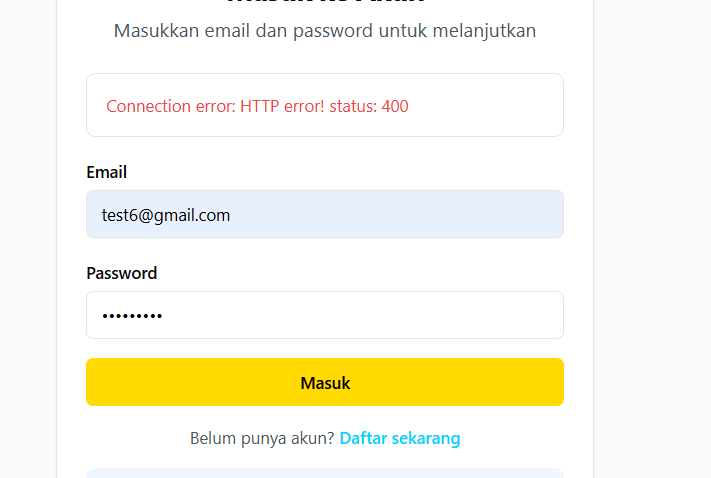 Masukkan email dan password untuk melanjutkan
Connection error: HTTP error! status: 400
Email
test6@gmail.com
Password
•••••••••
Masuk
Belum punya akun? Daftar sekarang